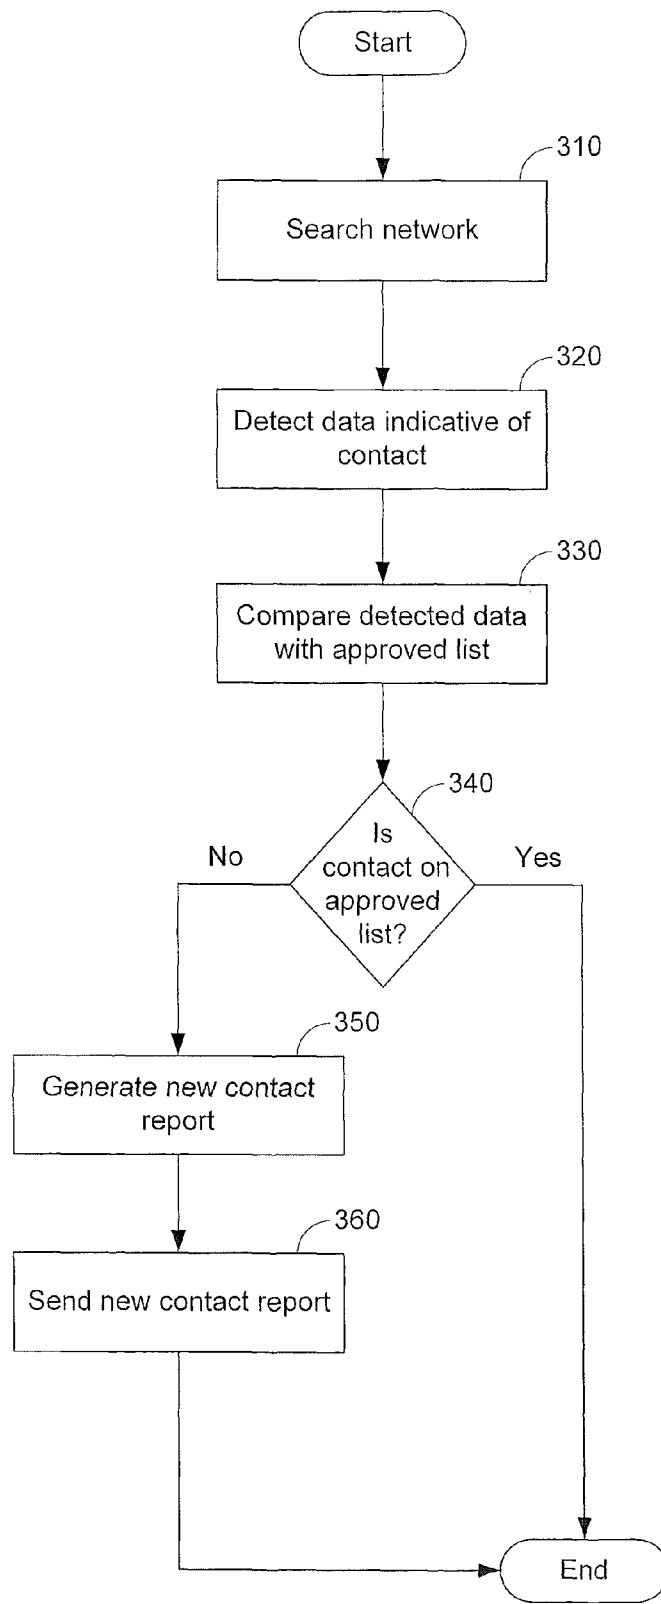 Start
310
Search network
320
Detect data indicative of
contact
330
Compare detected data
with approved list
340
Is
contact on
approved
list?
No
Yes
350
Generate new contact
report
360
Send new contact report
End